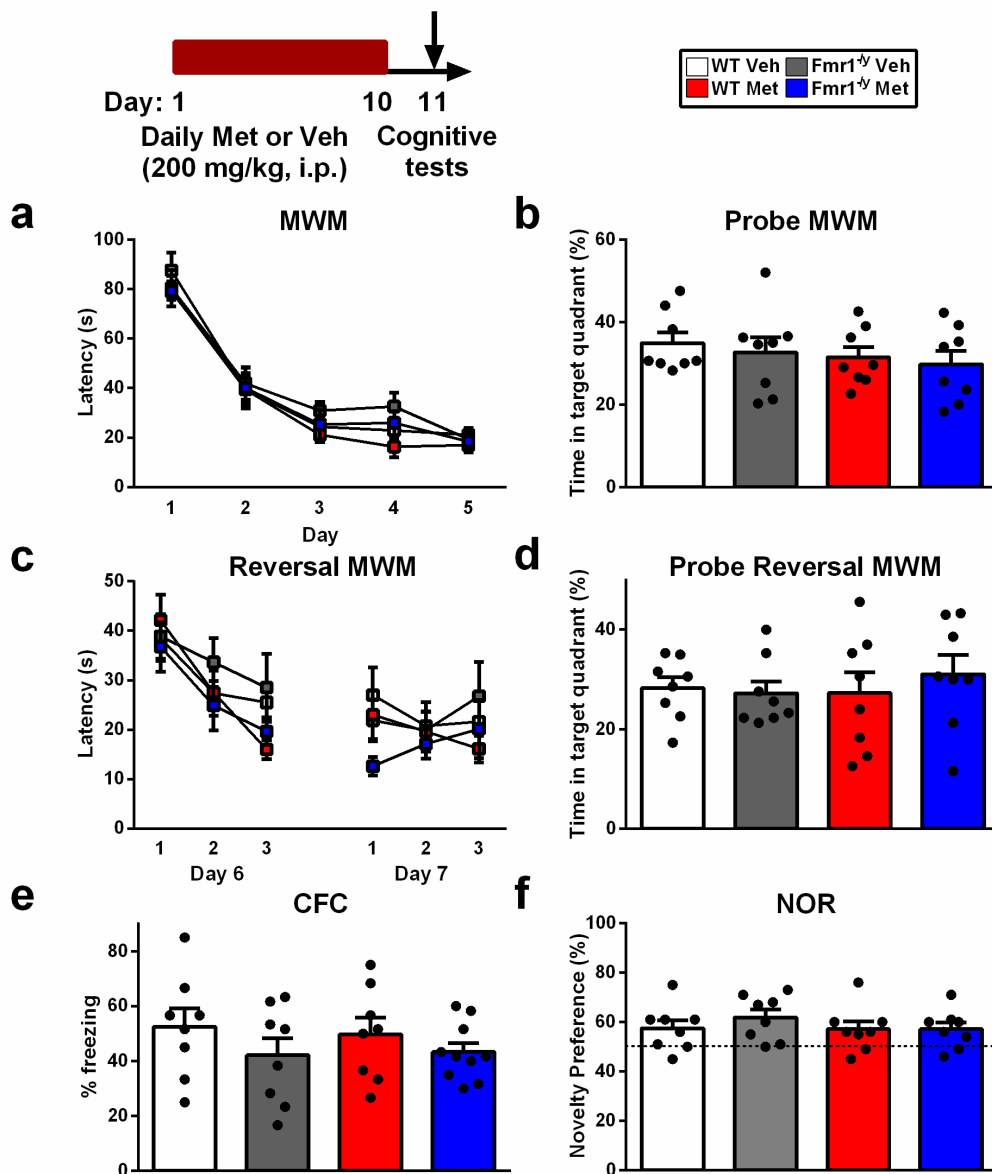 Day: 1 10 11
Daily Met or Veh
(200 mg/kg, i.p.)
Cognitive
tests
WT Veh Fmr1-/y Veh
WT Met Fmr1-/y Met
a
MWM
Latency (s)
100
80
60
40
20
0
1 2 3 4 5
Day
b
Probe MWM
Time in target quadrant (%)
60
40
20
0
c
Reversal MWM
Latency (s)
50
40
30
20
10
0
1 2 3 1 2 3
Day 6 Day 7
d
Probe Reversal MWM
Time in target quadrant (%)
40
20
0
e
CFC
% freezing
80
60
40
20
0
f
NOR
Novelty Preference (%)
100
80
60
40
20
0